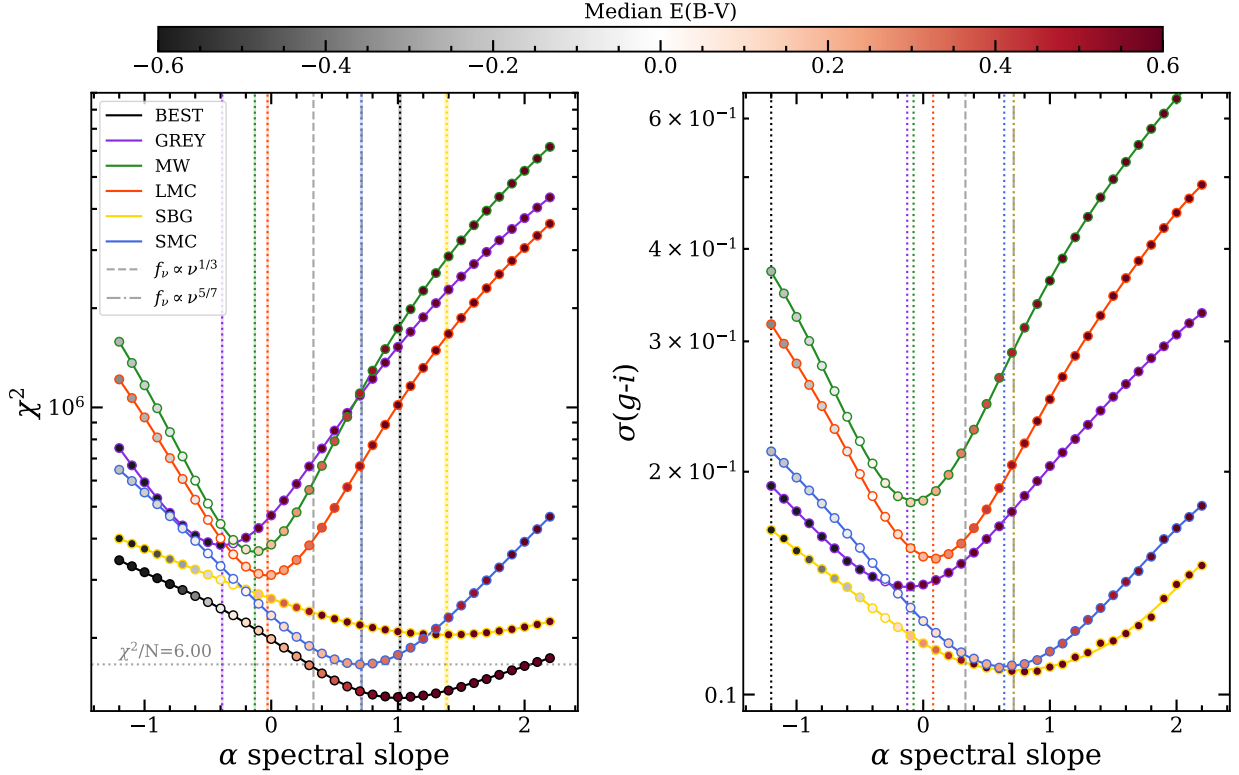 Median E(B-V)
−0.6 −0.4 −0.2 0.0 0.2 0.4 0.6
BEST
GREY
MW
LMC
SBG
SMC
f_ν ∝ ν^{1/3}
f_ν ∝ ν^{5/7}
χ²
10⁶
χ²/N=6.00
−1 0 1 2
α spectral slope
σ(g-i)
6 × 10⁻¹
4 × 10⁻¹
3 × 10⁻¹
2 × 10⁻¹
0.1
−1 0 1 2
α spectral slope